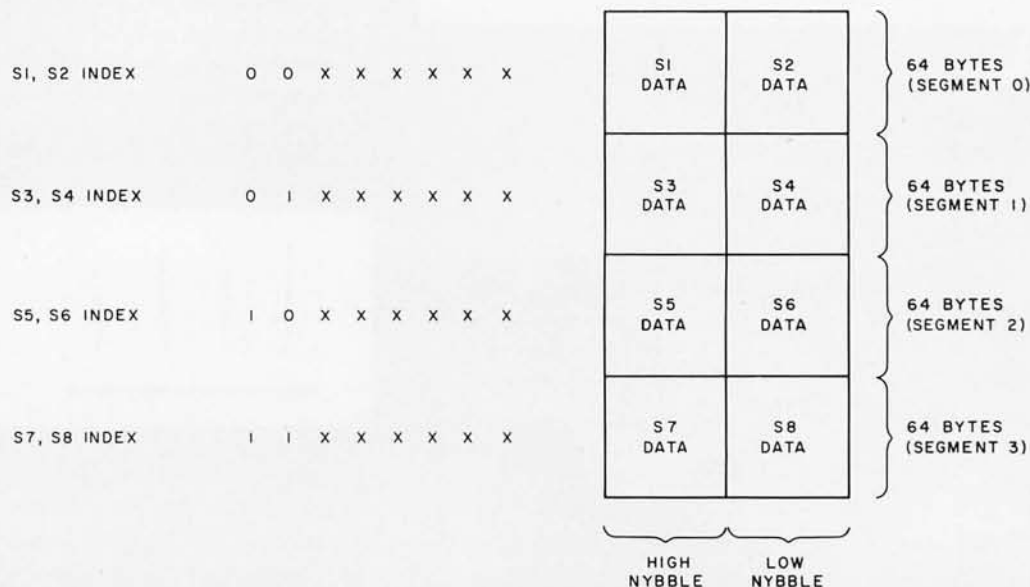 S1, S2 INDEX 0 0 X X X X X X
S1 DATA
S2 DATA
64 BYTES
(SEGMENT 0)
S3, S4 INDEX 0 1 X X X X X X
S3 DATA
S4 DATA
64 BYTES
(SEGMENT 1)
S5, S6 INDEX 1 0 X X X X X X
S5 DATA
S6 DATA
64 BYTES
(SEGMENT 2)
S7, S8 INDEX 1 1 X X X X X X
S7 DATA
S8 DATA
64 BYTES
(SEGMENT 3)
HIGH NYBBLE
LOW NYBBLE